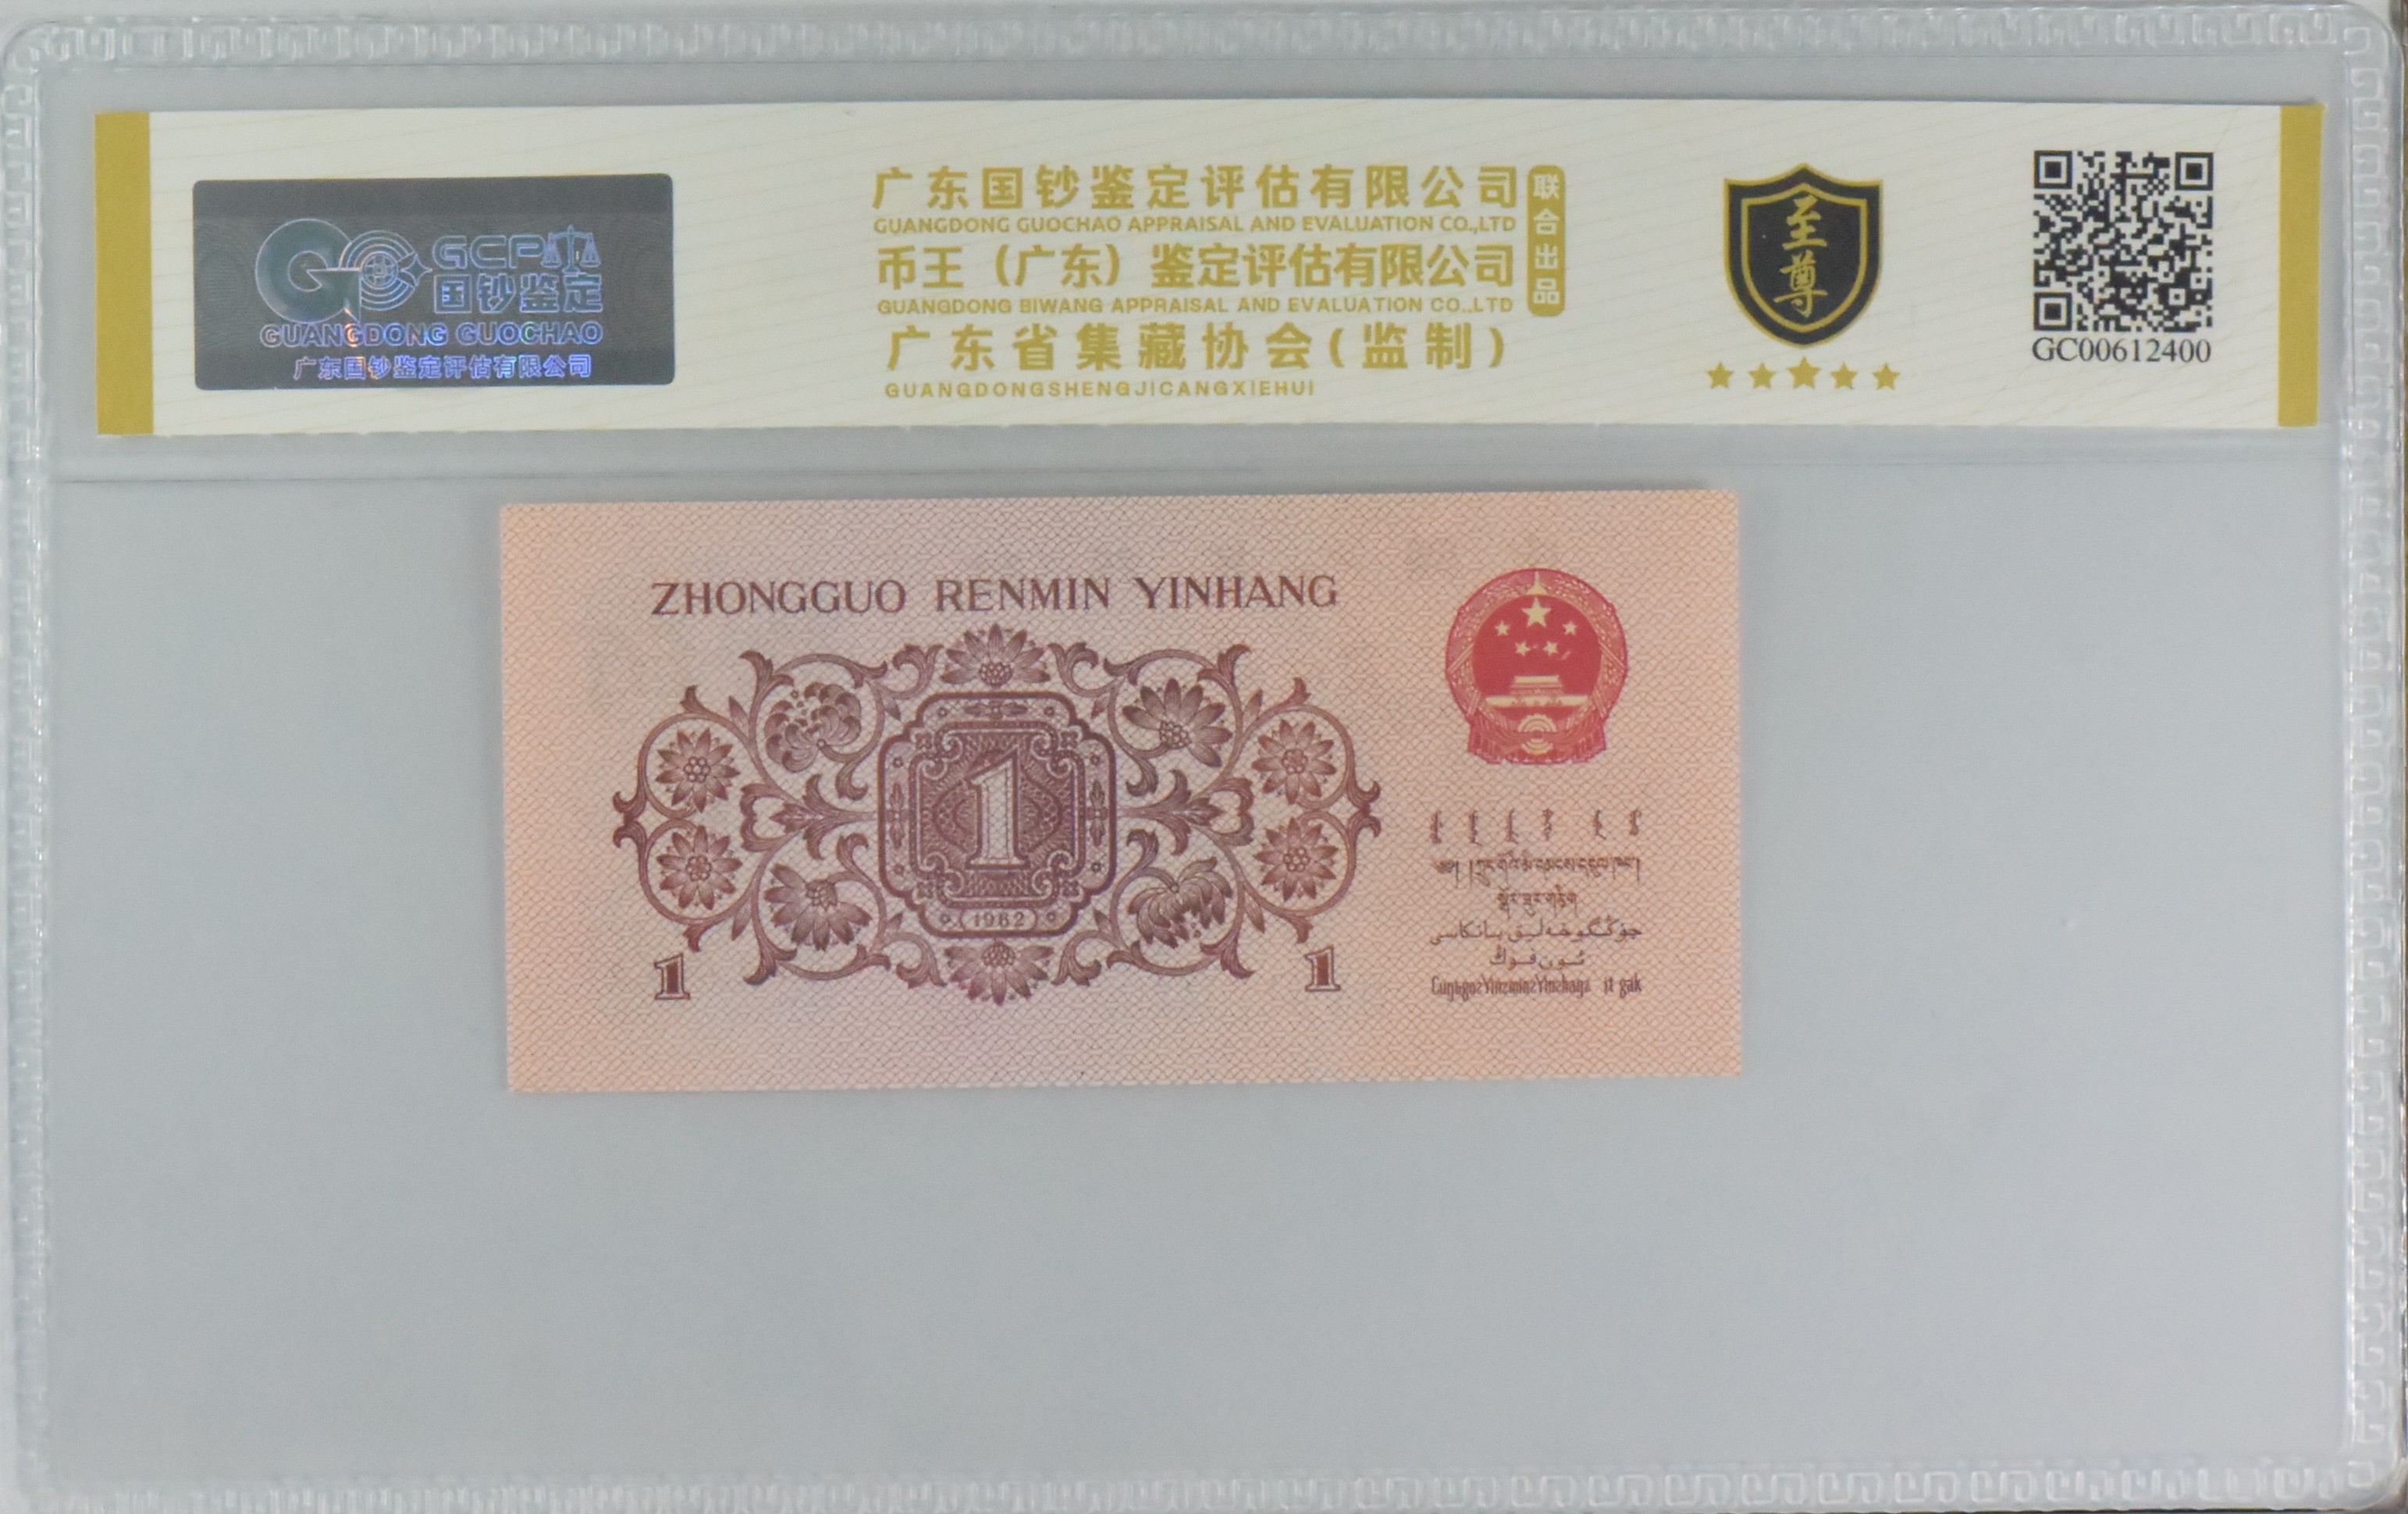 GCP
国钞鉴定
GUANGDONG GUOCHAO
广东国钞鉴定评估有限公司
广东国钞鉴定评估有限公司
GUANGDONG GUOCHAO APPRAISAL AND EVALUATION CO.,LTD
币王（广东）鉴定评估有限公司
GUANGDONG BIWANG APPRAISAL AND EVALUATION CO.,LTD
广东省集藏协会(监制)
GUANGDONGSHENGJICANGXIEHUI
联合出品
至尊
GC00612400
ZHONGGUO RENMIN YINHANG
1
1962
1
1
جۇڭگو خەلىق بانكاسى